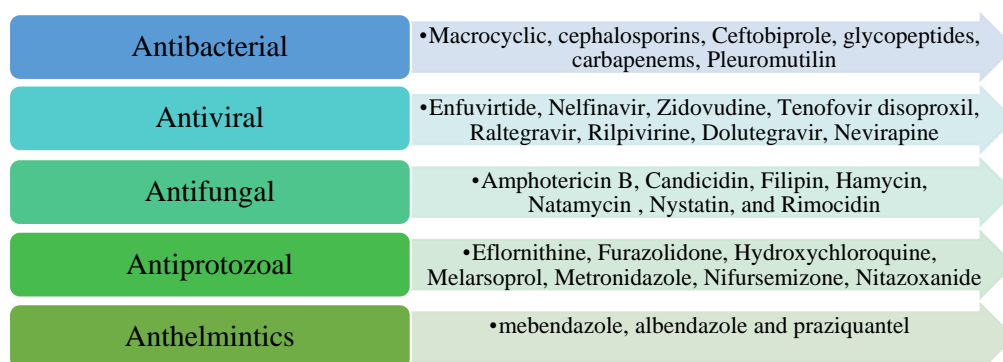 Antibacterial
•Macrocyclic, cephalosporins, Ceftobiprole, glycopeptides,
carbapenems, Pleuromutilin
Antiviral
•Enfuvirtide, Nelfinavir, Zidovudine, Tenofovir disoproxil,
Raltegravir, Rilpivirine, Dolutegravir, Nevirapine
Antifungal
•Amphotericin B, Candicidin, Filipin, Hamycin,
Natamycin , Nystatin, and Rimocidin
Antiprotozoal
•Eflornithine, Furazolidone, Hydroxychloroquine,
Melarsoprol, Metronidazole, Nifursemizone, Nitazoxanide
Anthelmintics
•mebendazole, albendazole and praziquantel